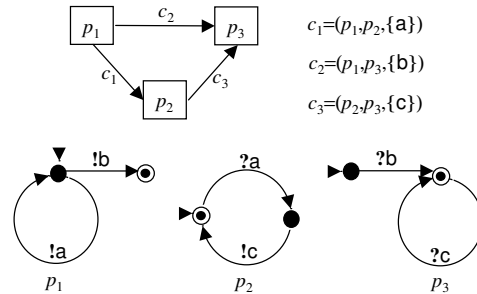 p₁ c₂ p₃ c₁=(p₁,p₂,{a})
c₁ c₃ c₂=(p₁,p₃,{b})
p₂ c₃=(p₂,p₃,{c})
!b ?a ?b
!a !c ?c
p₁ p₂ p₃